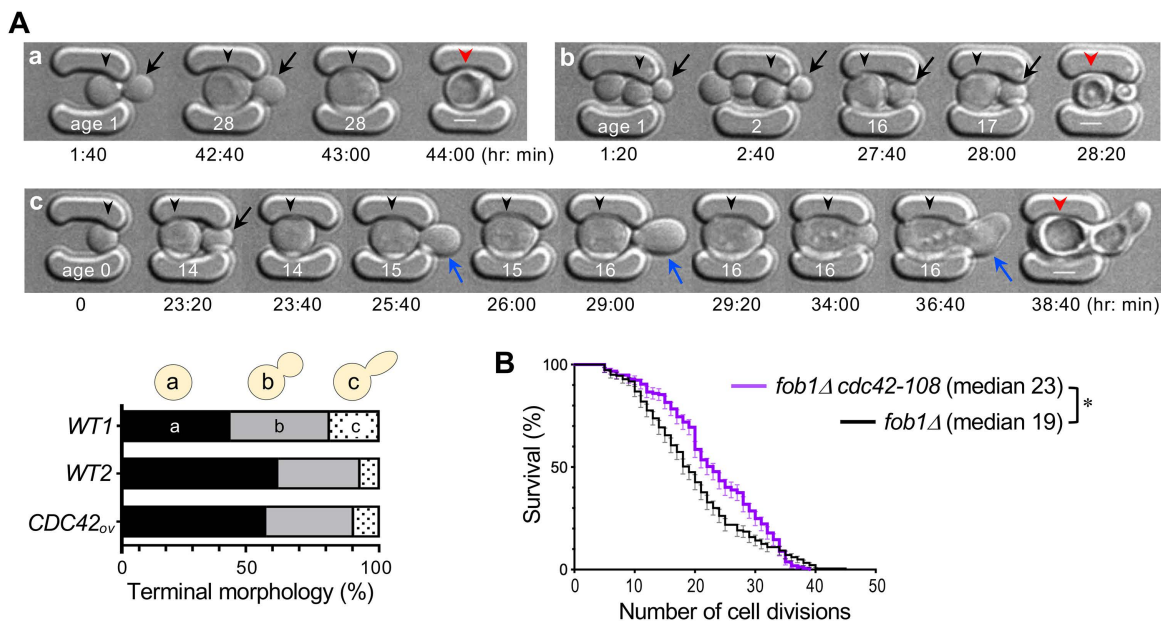 A
a
age 1 28 28
1:40 42:40 43:00 44:00 (hr: min)
b
age 1 2 16 17
1:20 2:40 27:40 28:00 28:20
c
age 0 14 14 15 15 16 16 16 16
0 23:20 23:40 25:40 26:00 29:00 29:20 34:00 36:40 38:40 (hr: min)
a b c
WT1 a b c
WT2
CDC42ov
0 100
Terminal morphology (%)
B
100
50
0
0 10 20 30 40 50
Survival (%)
Number of cell divisions
fob1Δ cdc42-108 (median 23)
fob1Δ (median 19)
*